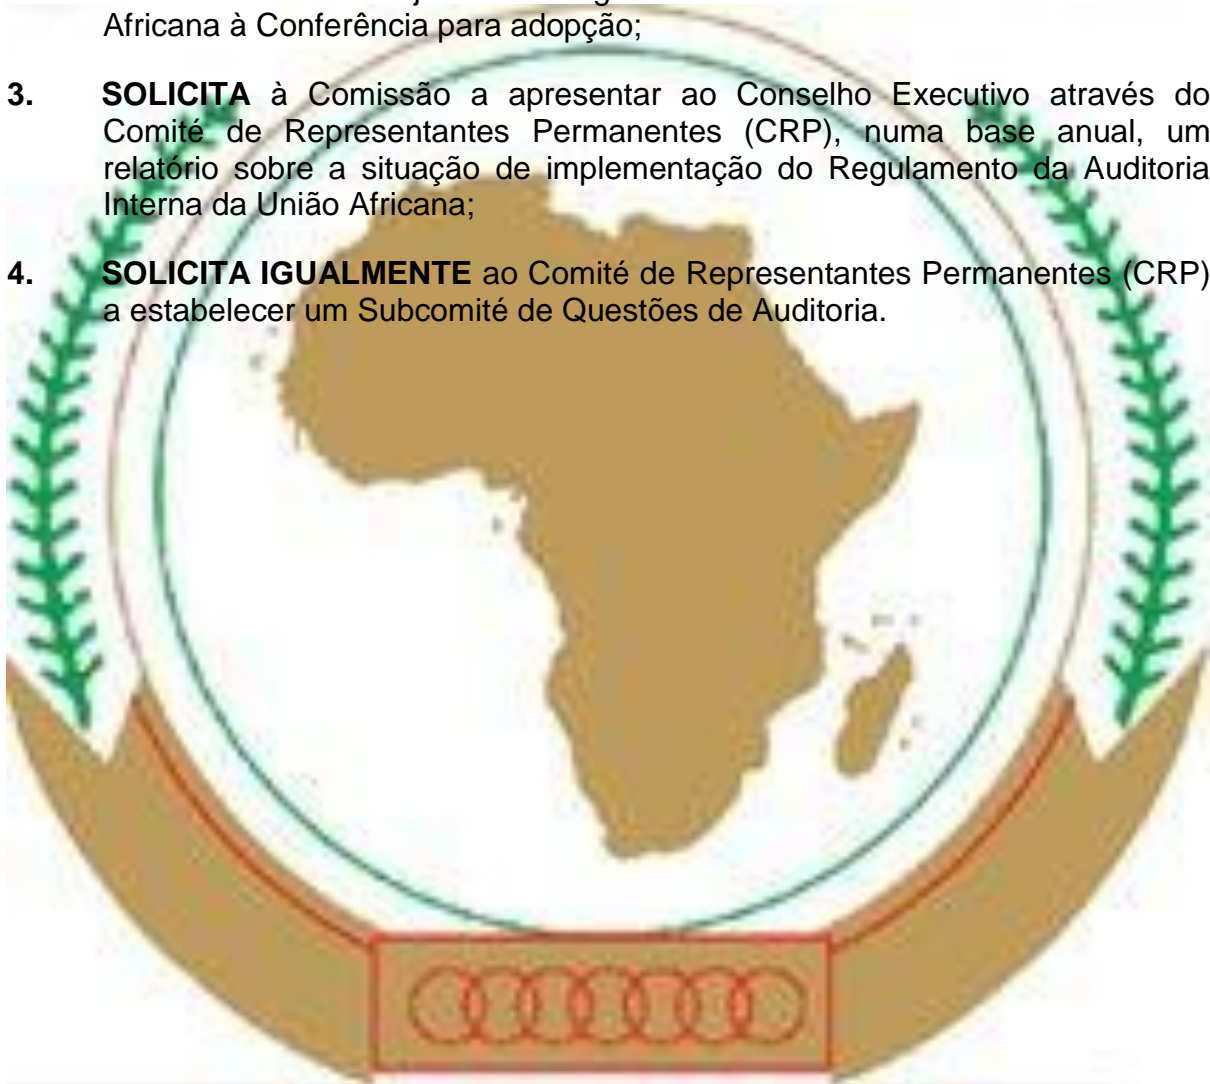 Africana à Conferência para adopção;
3. SOLICITA à Comissão a apresentar ao Conselho Executivo através do
Comité de Representantes Permanentes (CRP), numa base anual, um
relatório sobre a situação de implementação do Regulamento da Auditoria
Interna da União Africana;
4. SOLICITA IGUALMENTE ao Comité de Representantes Permanentes (CRP)
a estabelecer um Subcomité de Questões de Auditoria.